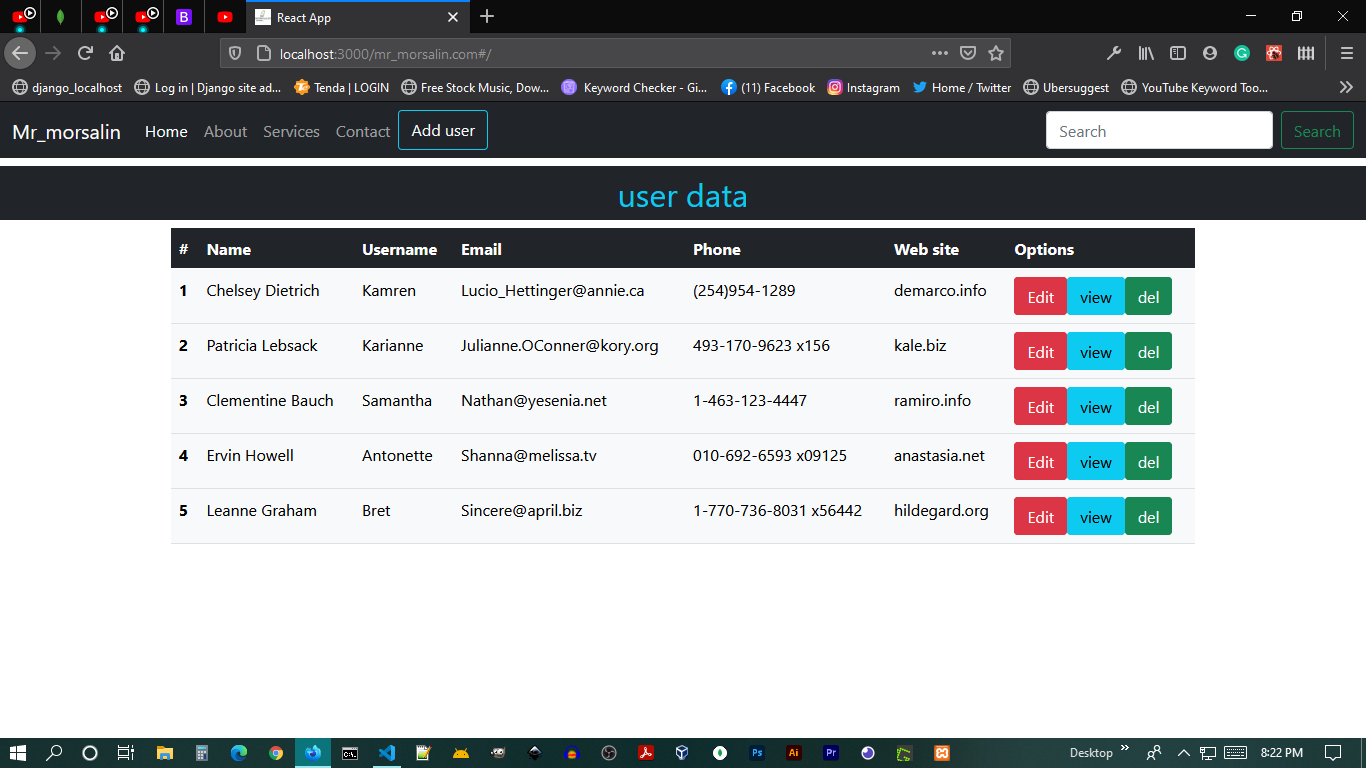 React App
localhost:3000/mr_morsalin.com#/
django_localhost Log in | Django site ad... Tenda | LOGIN Free Stock Music, Dow... Keyword Checker - Gi... (11) Facebook Instagram Home / Twitter Ubersuggest YouTube Keyword Too...
Mr_morsalin Home About Services Contact Add user Search Search
user data
# Name Username Email Phone Web site Options
1 Chelsey Dietrich Kamren Lucio_Hettinger@annie.ca (254)954-1289 demarco.info Edit view del
2 Patricia Lebsack Karianne Julianne.OConner@kory.org 493-170-9623 x156 kale.biz Edit view del
3 Clementine Bauch Samantha Nathan@yesenia.net 1-463-123-4447 ramiro.info Edit view del
4 Ervin Howell Antonette Shanna@melissa.tv 010-692-6593 x09125 anastasia.net Edit view del
5 Leanne Graham Bret Sincere@april.biz 1-770-736-8031 x56442 hildegard.org Edit view del
Ps Ai Pr Desktop 8:22 PM